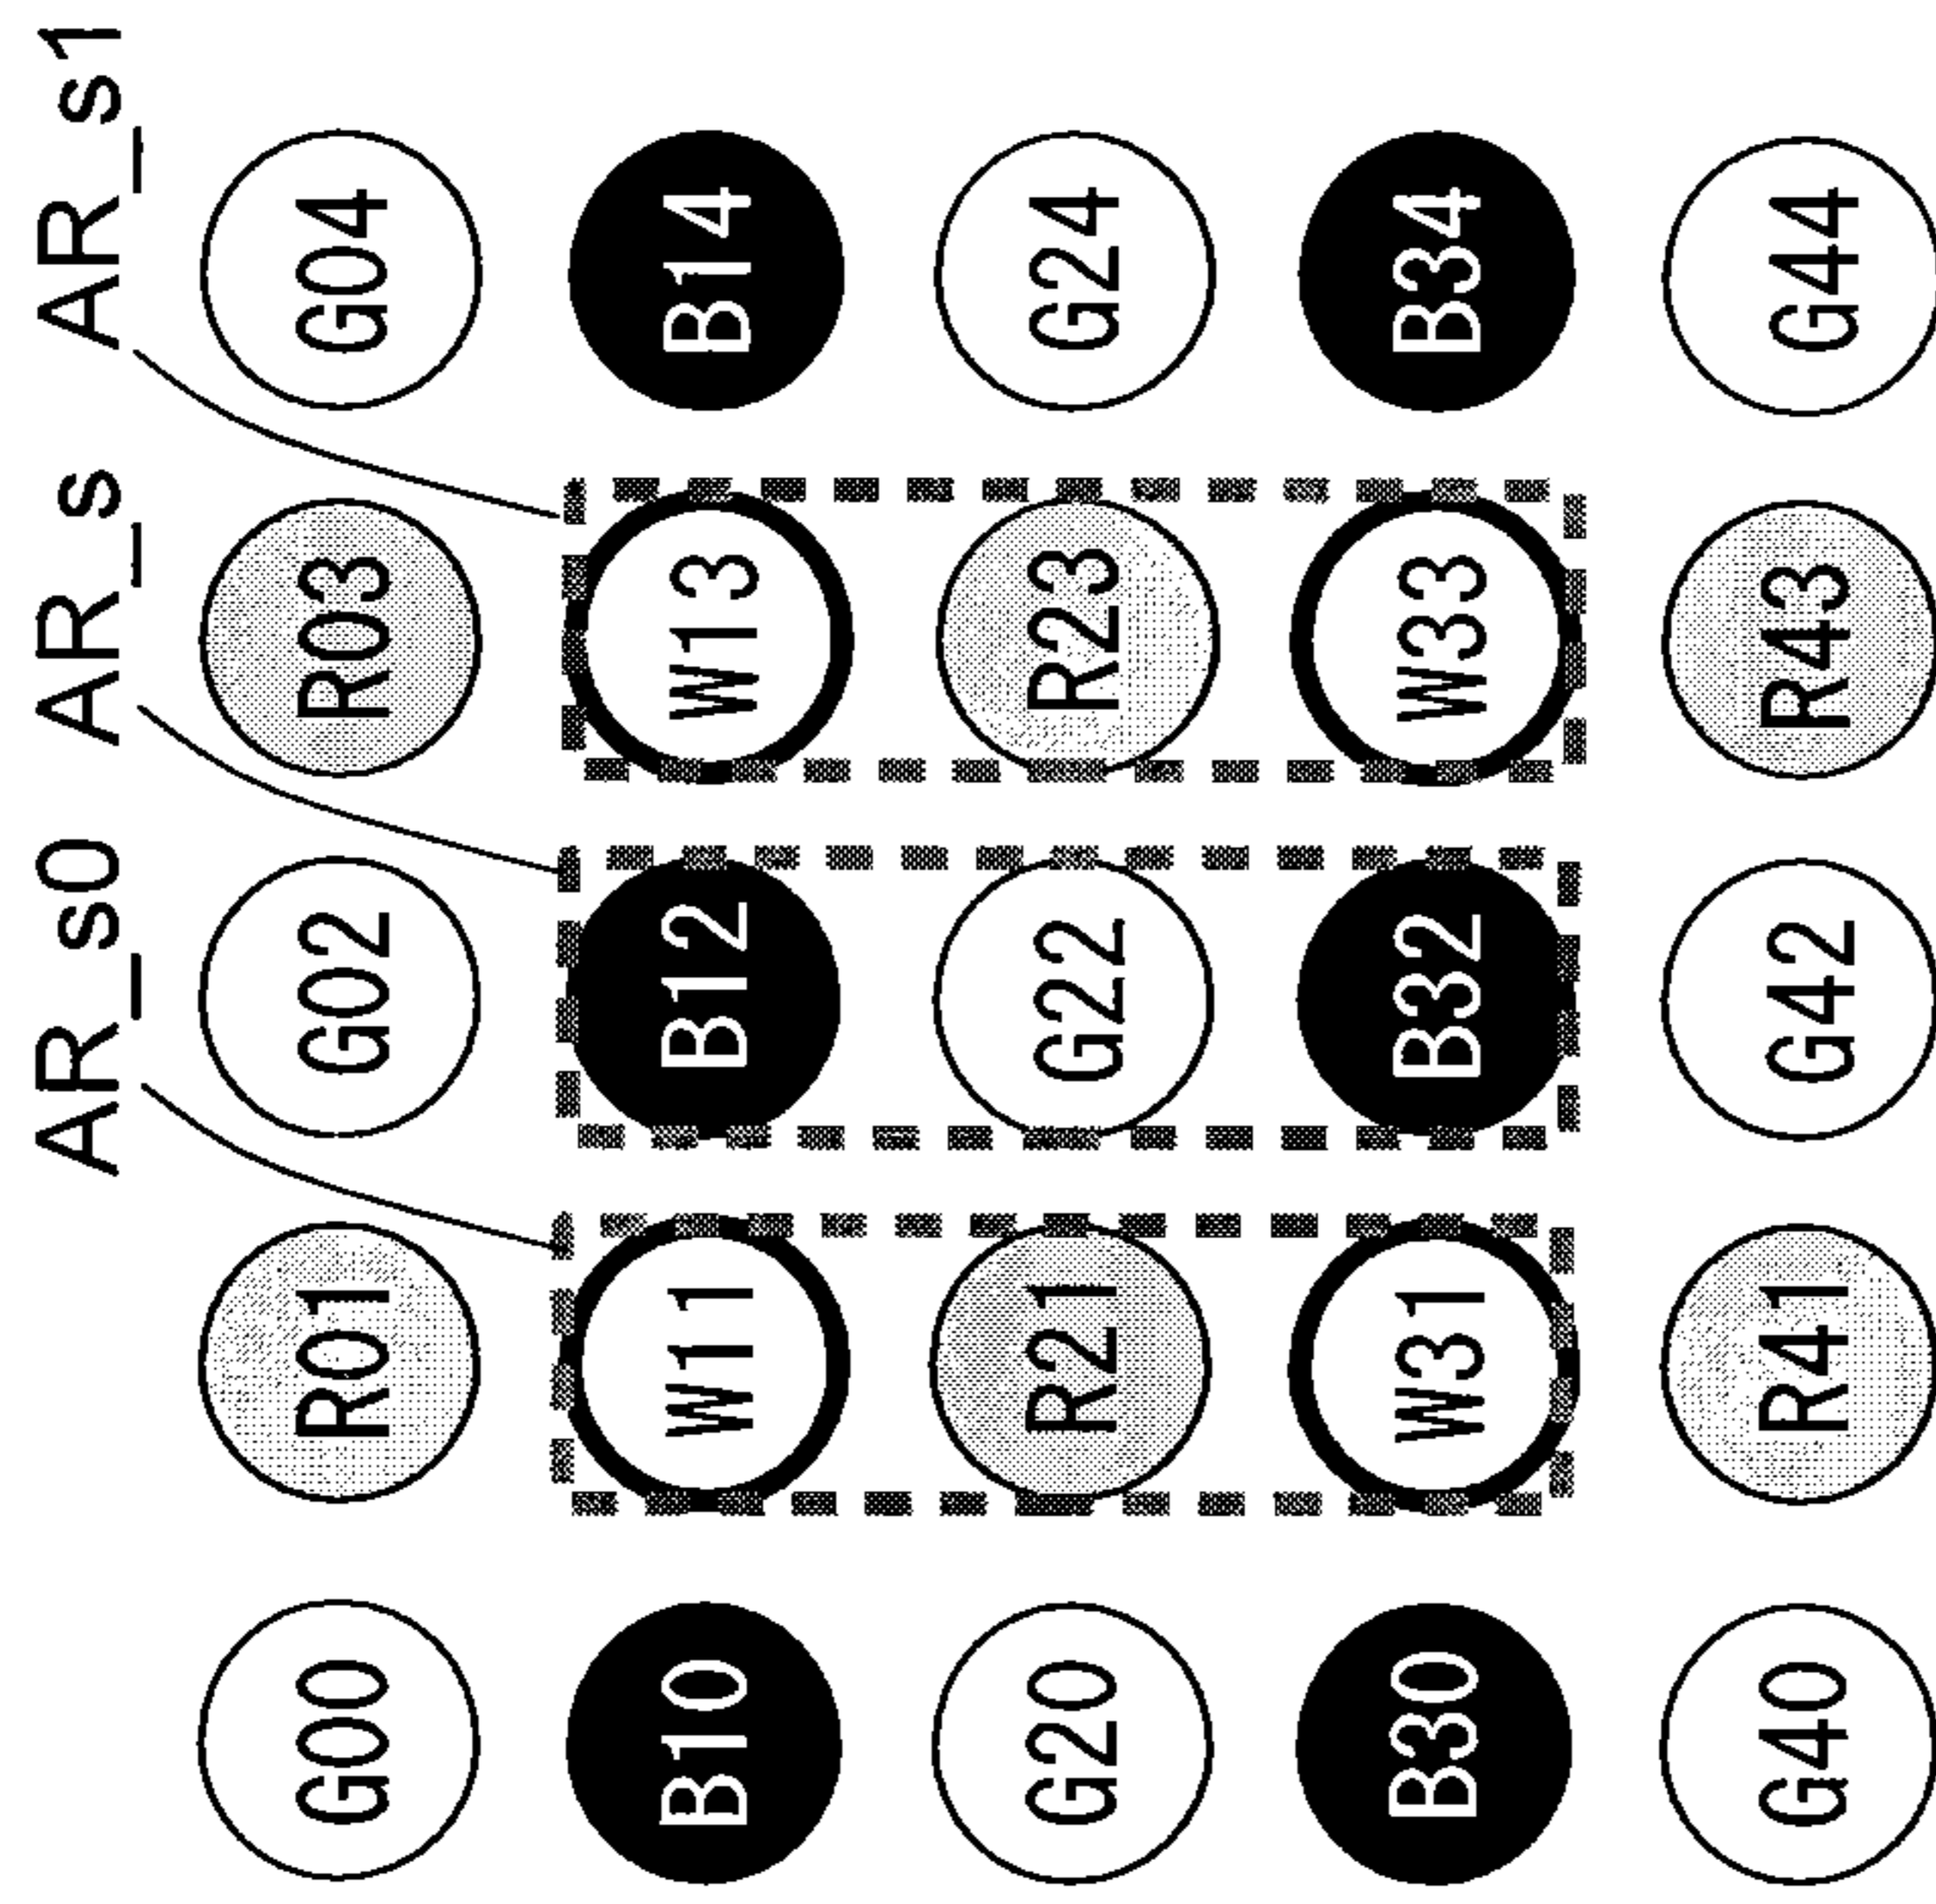 AR_s0 AR_s AR_s1
G00 R01 G02 R03 G04
B10 W11 B12 W13 B14
G20 R21 G22 R23 G24
B30 W31 B32 W33 B34
G40 R41 G42 R43 G44